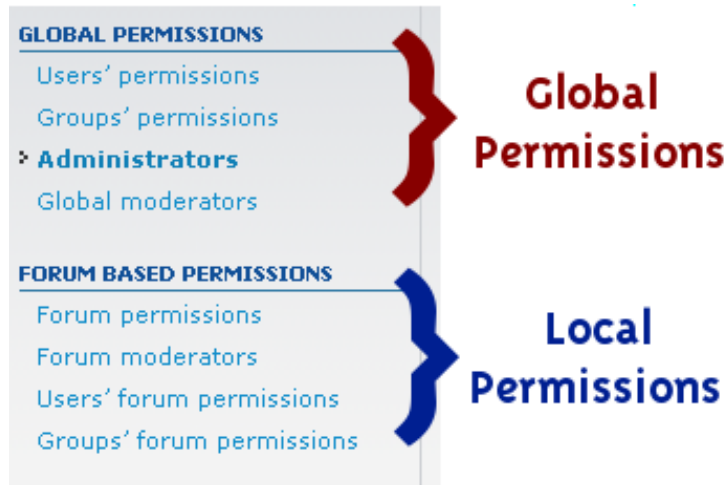 GLOBAL PERMISSIONS
Users' permissions
Groups' permissions
Administrators
Global moderators
Global
Permissions
FORUM BASED PERMISSIONS
Forum permissions
Forum moderators
Users' forum permissions
Groups' forum permissions
Local
Permissions